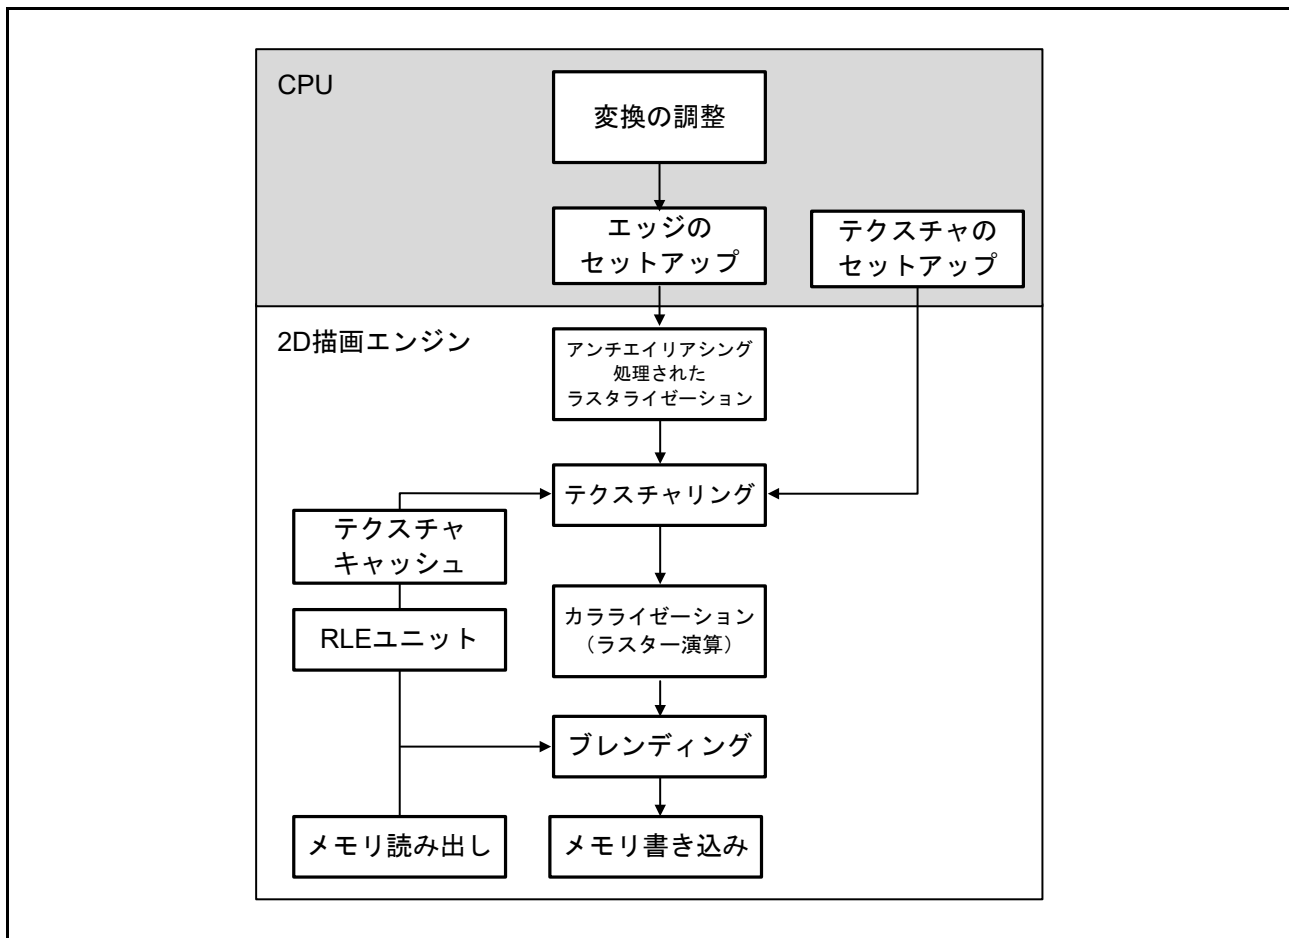 CPU
変換の調整
エッジの
セットアップ
テクスチャの
セットアップ
2D描画エンジン
アンチエイリアシング
処理された
ラスタライゼーション
テクスチャリング
テクスチャ
キャッシュ
RLEユニット
カラライゼーション
(ラスター演算)
ブレンディング
メモリ読み出し
メモリ書き込み